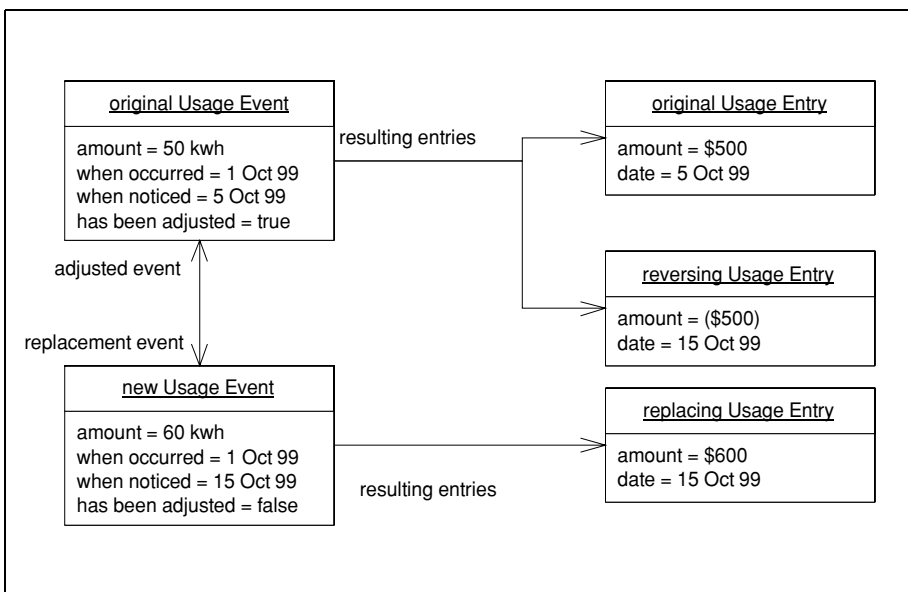 original Usage Event
amount = 50 kwh
when occurred = 1 Oct 99
when noticed = 5 Oct 99
has been adjusted = true
resulting entries
original Usage Entry
amount = $500
date = 5 Oct 99
reversing Usage Entry
amount = ($500)
date = 15 Oct 99
adjusted event
replacement event
new Usage Event
amount = 60 kwh
when occurred = 1 Oct 99
when noticed = 15 Oct 99
has been adjusted = false
resulting entries
replacing Usage Entry
amount = $600
date = 15 Oct 99